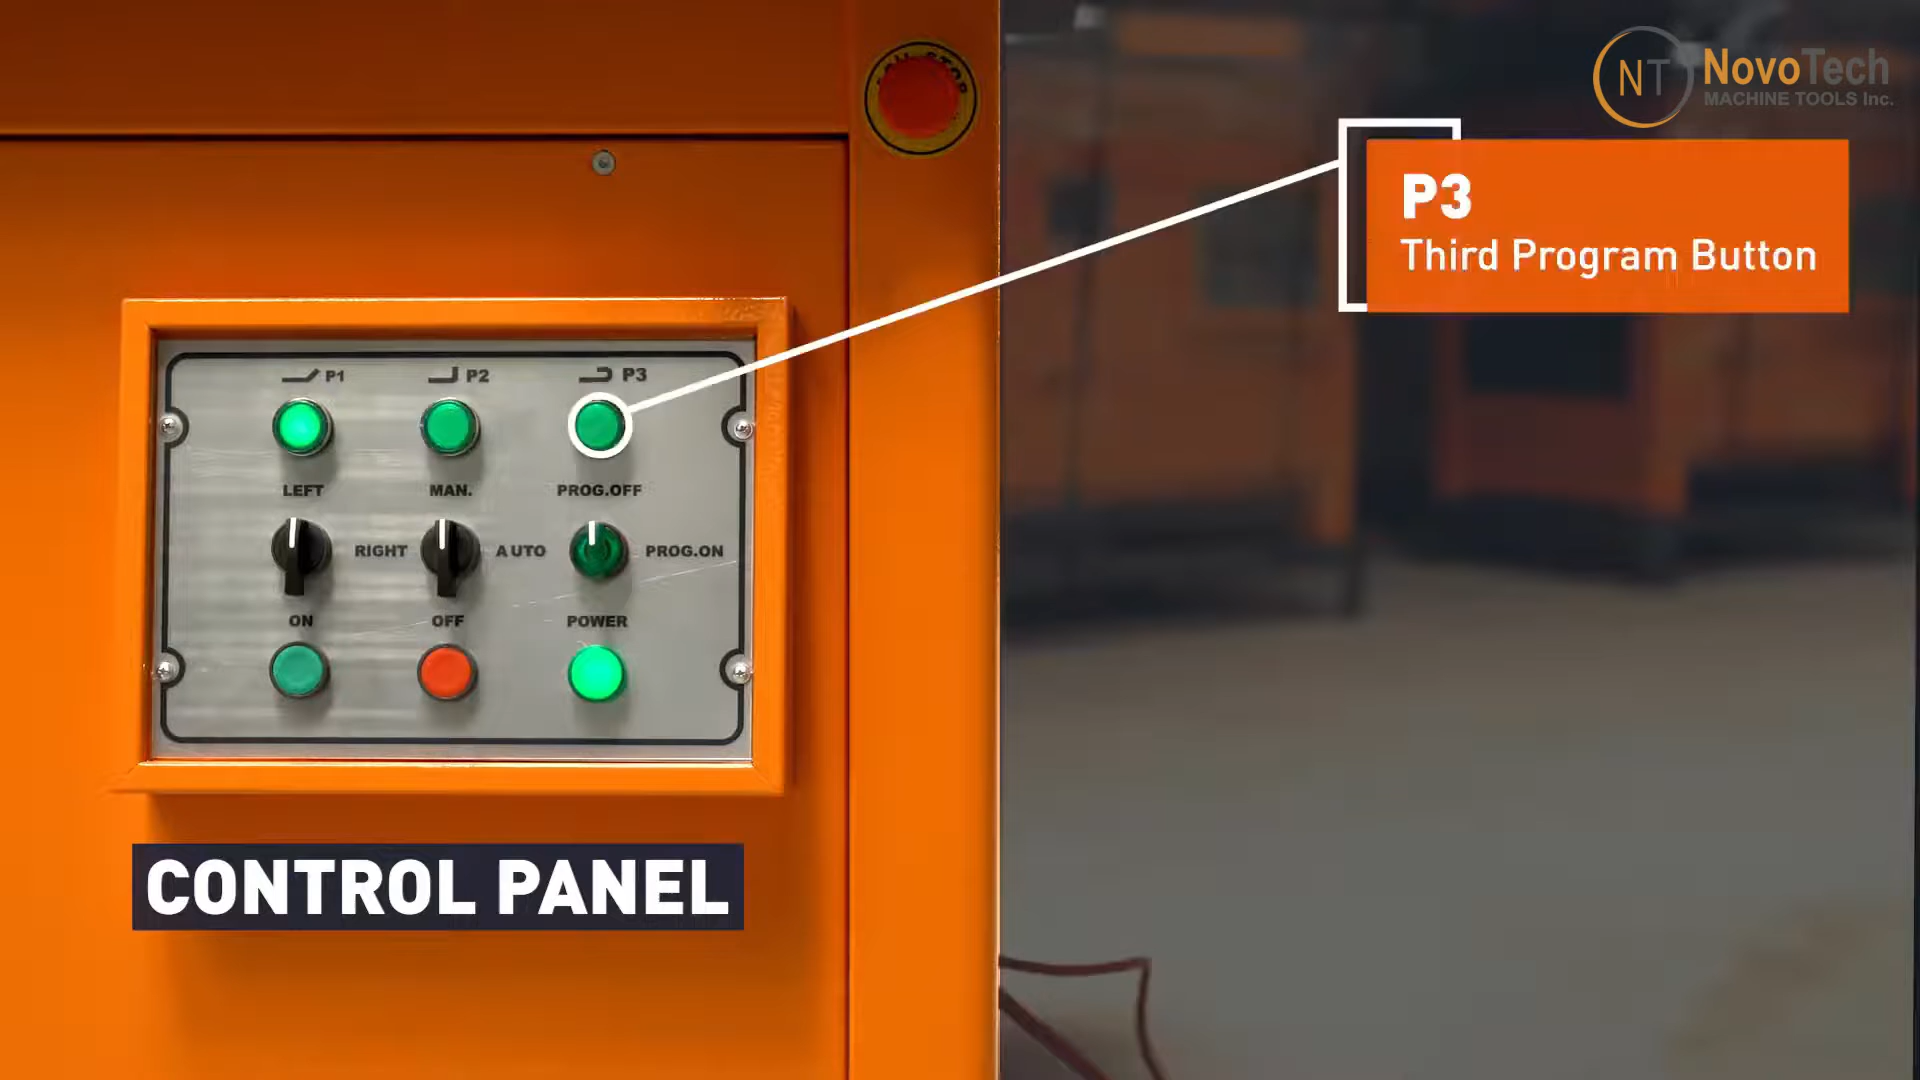 NT NovoTech
MACHINE TOOLS Inc.
P3
Third Program Button
P1
P2
P3
LEFT
MAN.
PROG.OFF
RIGHT
AUTO
PROG.ON
ON
OFF
POWER
CONTROL PANEL